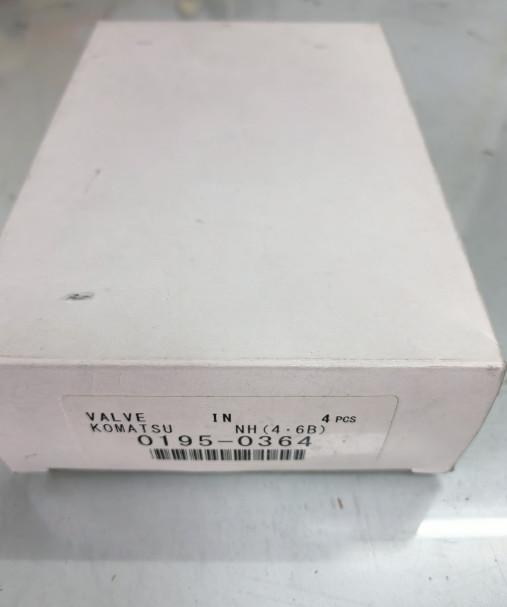 VALVE IN 4 PCS
KOMATSU NH(4・6B)
0195-0364